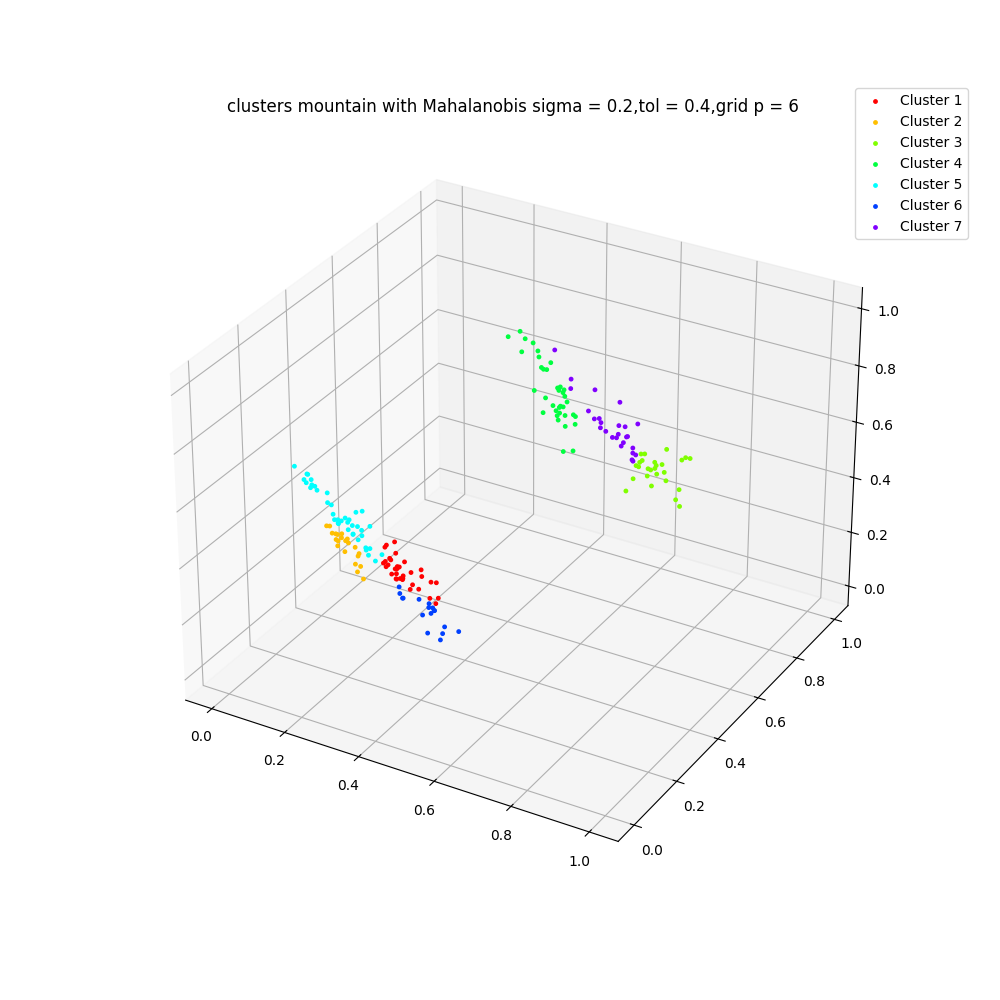 clusters mountain with Mahalanobis sigma = 0.2,tol = 0.4,grid p = 6
Cluster 1
Cluster 2
Cluster 3
Cluster 4
Cluster 5
Cluster 6
Cluster 7
1.0
0.8
0.6
0.4
0.2
0.0
1.0
0.8
0.6
0.4
0.2
0.0
0.0
0.2
0.4
0.6
0.8
1.0